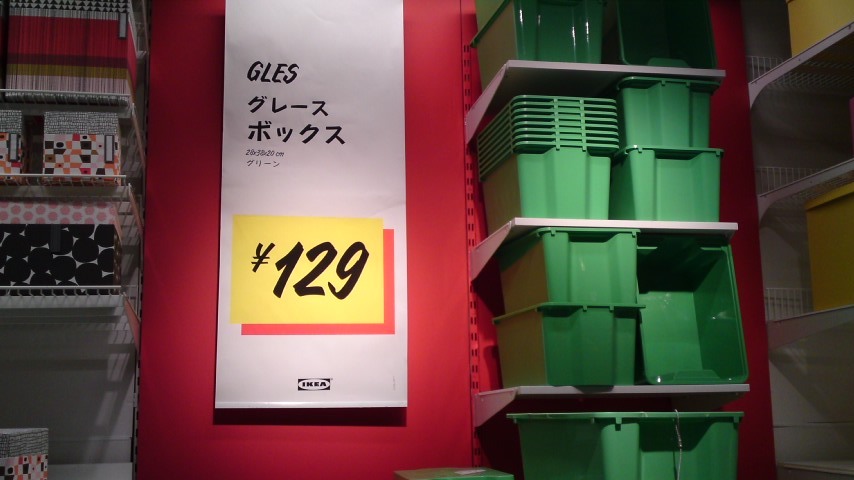 GLES
グレース
ボックス
28x38x20 cm
グリーン
¥129
IKEA